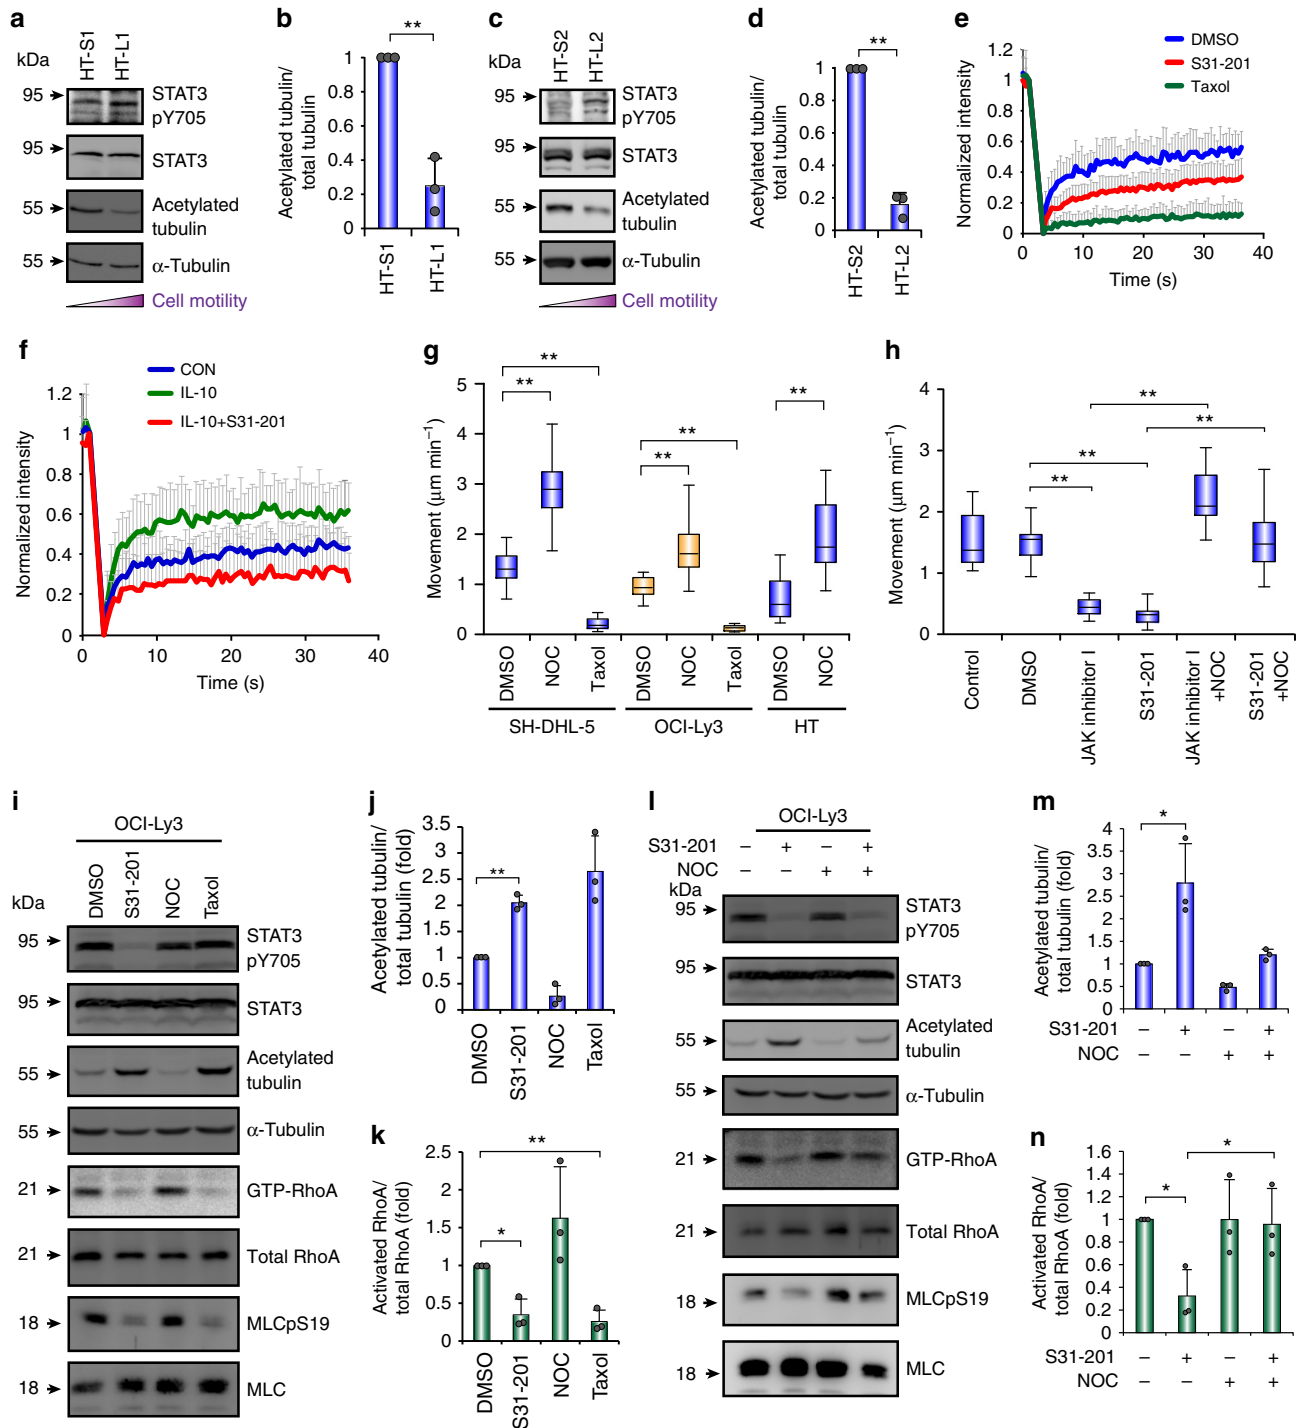 a
kDa
HT-S1
HT-L1
95
STAT3
pY705
95
STAT3
55
Acetylated
tubulin
55
α-Tubulin
Cell motility
b
**
Acetylated tubulin/
total tubulin
1
0.8
0.6
0.4
0.2
0
HT-S1
HT-L1
c
kDa
HT-S2
HT-L2
95
STAT3
pY705
95
STAT3
55
Acetylated
tubulin
55
α-Tubulin
Cell motility
d
**
Acetylated tubulin/
total tubulin
1
0.8
0.6
0.4
0.2
0
HT-S2
HT-L2
e
DMSO
S31-201
Taxol
Normalized intensity
1.2
1
0.8
0.6
0.4
0.2
0
0 10 20 30 40
Time (s)
f
CON
IL-10
IL-10+S31-201
Normalized intensity
1.2
1
0.8
0.6
0.4
0.2
0
0 10 20 30 40
Time (s)
g
Movement (μm min−1)
5
4
3
2
1
0
** ** ** ** **
DMSO
NOC
Taxol
DMSO
NOC
Taxol
DMSO
NOC
SH-DHL-5
OCI-Ly3
HT
h
Movement (μm min−1)
4
3
2
1
0
** ** ** **
Control
DMSO
JAK inhibitor I
S31-201
JAK inhibitor I
+NOC
S31-201
+NOC
i
OCI-Ly3
kDa
DMSO
S31-201
NOC
Taxol
95
STAT3
pY705
95
STAT3
55
Acetylated
tubulin
55
α-Tubulin
21
GTP-RhoA
21
Total RhoA
18
MLCpS19
18
MLC
j
Acetylated tubulin/
total tubulin (fold)
3.5
3
2.5
2
1.5
1
0.5
0
**
DMSO
S31-201
NOC
Taxol
k
Activated RhoA/
total RhoA (fold)
2.5
2
1.5
1
0.5
0
**
*
DMSO
S31-201
NOC
Taxol
l
OCI-Ly3
S31-201 − + − +
NOC − − + +
kDa
95
STAT3
pY705
95
STAT3
55
Acetylated
tubulin
55
α-Tubulin
21
GTP-RhoA
21
Total RhoA
18
MLCpS19
18
MLC
m
Acetylated tubulin/
total tubulin (fold)
4
3.5
3
2.5
2
1.5
1
0.5
0
*
S31-201 − + − +
NOC − − + +
n
Activated RhoA/
total RhoA (fold)
1.6
1.4
1.2
1
0.8
0.6
0.4
0.2
0
*
*
S31-201 − + − +
NOC − − + +